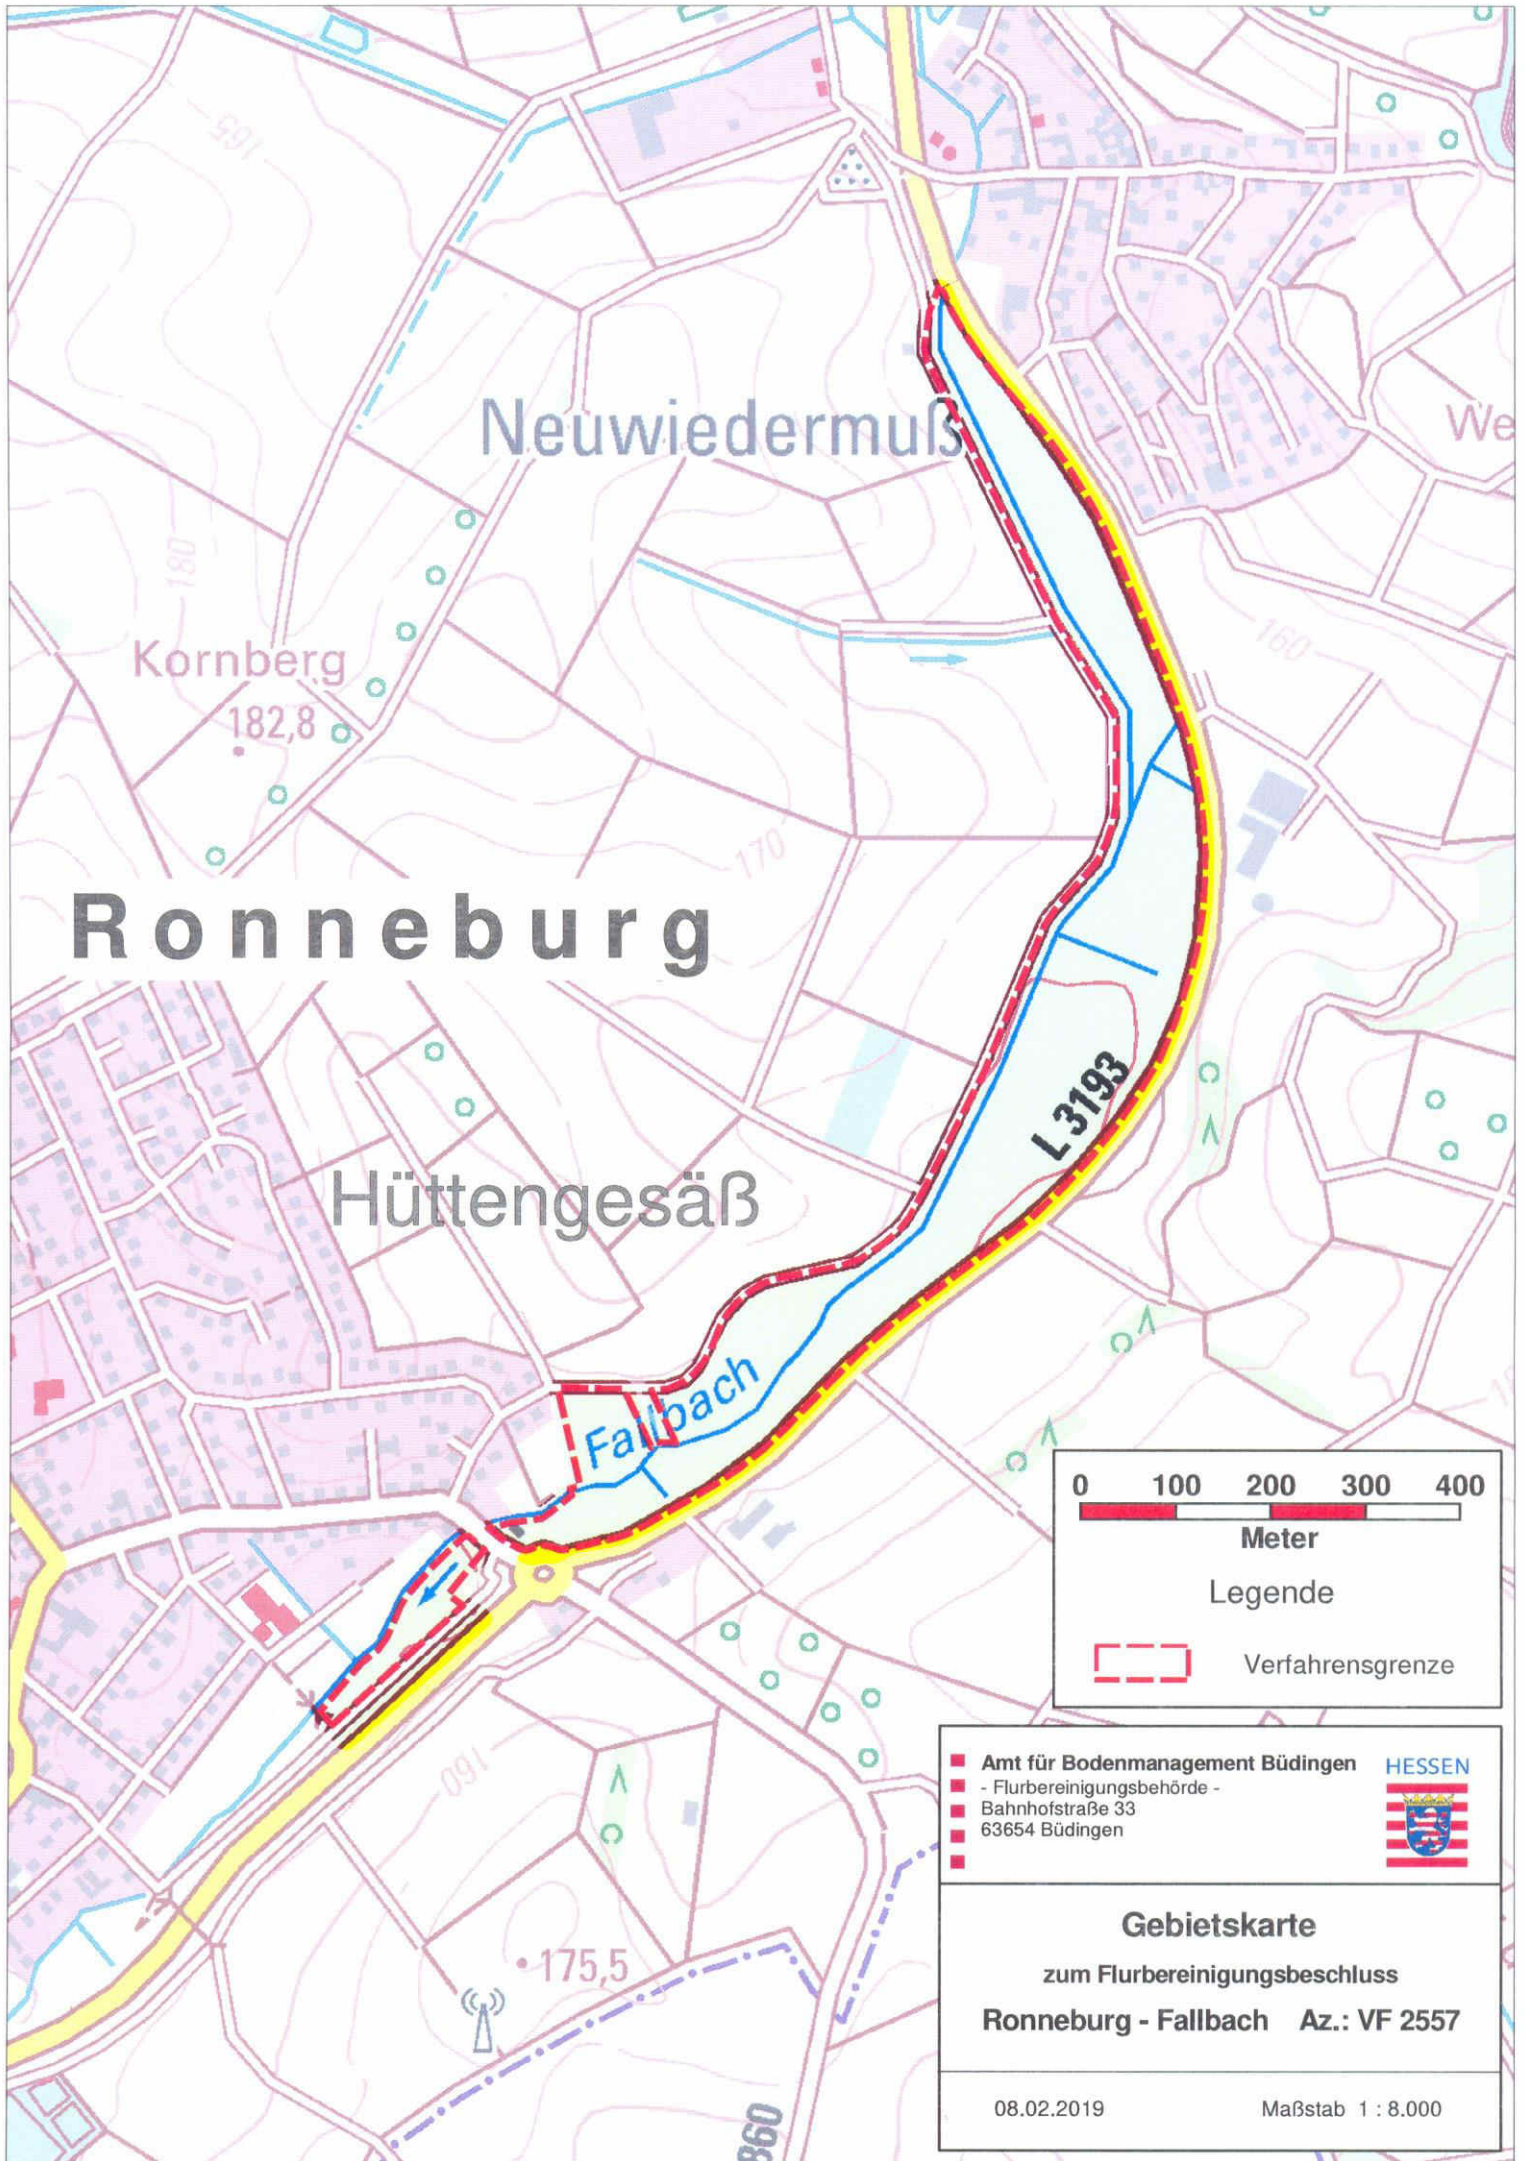 165
Neuwiedermuß
We
180
160
Kornberg
182,8
170
Ronneburg
L 3193
Hüttengesäß
Fallbach
0 100 200 300 400
Meter
Legende
Verfahrensgrenze
160
175,5
Amt für Bodenmanagement Büdingen
- Flurbereinigungsbehörde -
Bahnhofstraße 33
63654 Büdingen
HESSEN
Gebietskarte
zum Flurbereinigungsbeschluss
Ronneburg - Fallbach Az.: VF 2557
08.02.2019 Maßstab 1 : 8.000
860